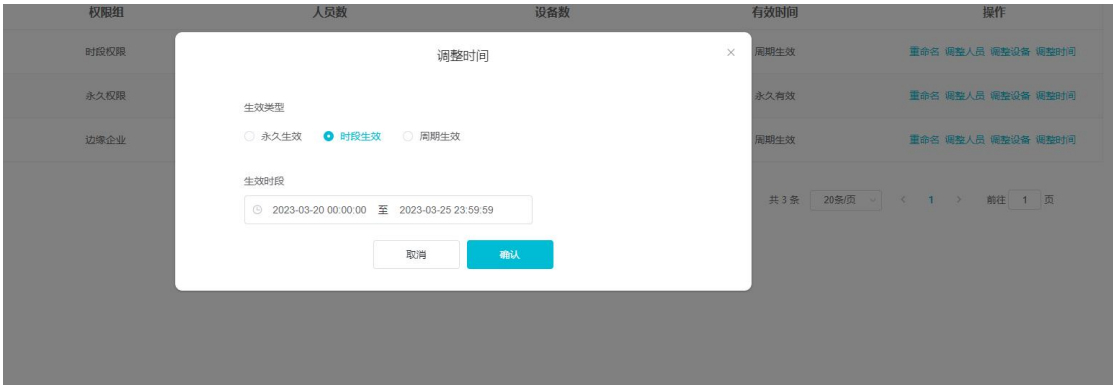 权限组 人员数 设备数 有效时间 操作
调整时间
时段权限 周期生效 重命名 调整人员 调整设备 调整时间
永久权限 永久有效 重命名 调整人员 调整设备 调整时间
生效类型
永久生效 时段生效 周期生效
边缘企业 周期生效 重命名 调整人员 调整设备 调整时间
生效时段
共 3 条 20条/页 1 前往 1 页
2023-03-20 00:00:00 至 2023-03-25 23:59:59
取消 确认